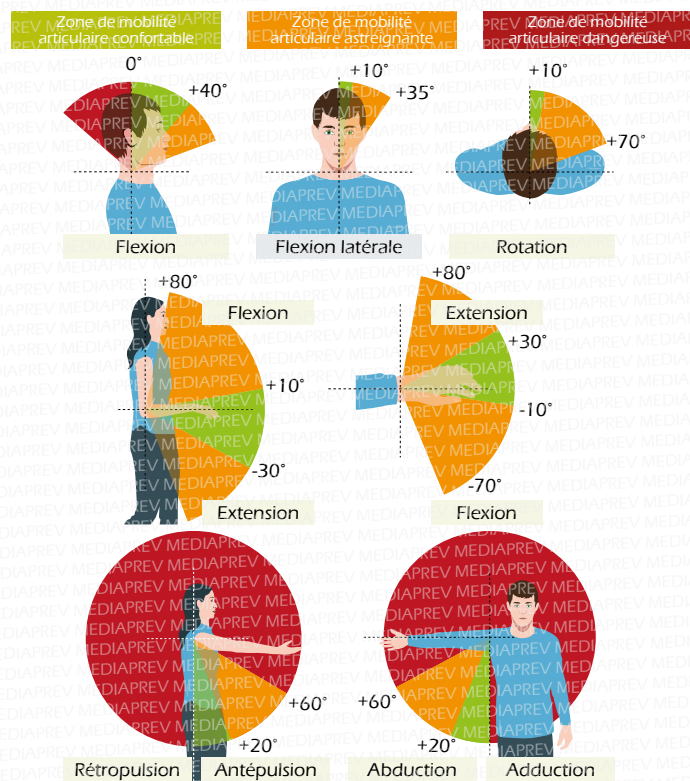 Zone de mobilité
articulaire confortable
Zone de mobilité
articulaire astreignante
Zone de mobilité
articulaire dangereuse
0°
+40°
+10°
+35°
+10°
+70°
Flexion
Flexion latérale
Rotation
+80°
Flexion
+10°
-30°
Extension
+80°
Extension
+30°
-10°
-70°
Flexion
+60°
+20°
Rétropulsion
Antépulsion
+60°
+20°
Abduction
Adduction
MEDIAPREV